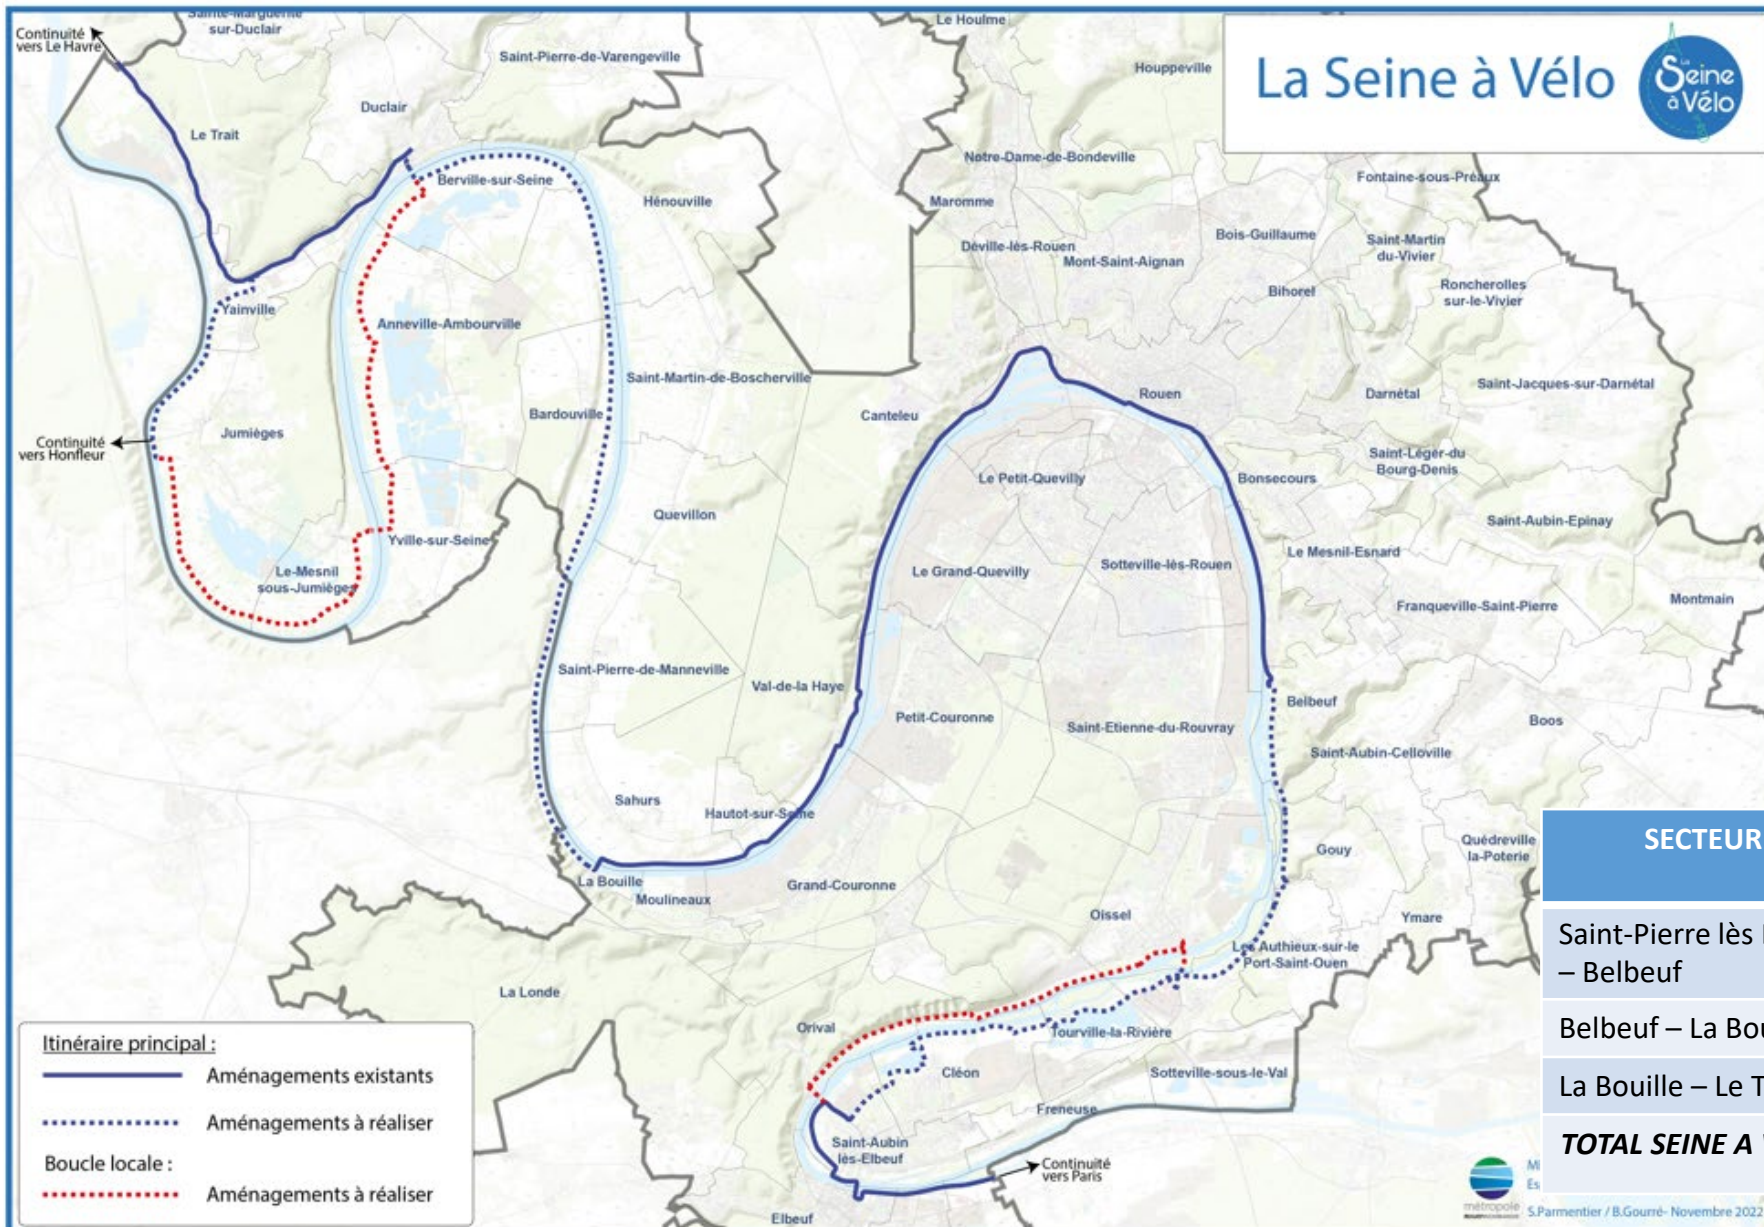 La Seine à Vélo
La
Seine
à Vélo
Continuité
vers Le Havre
Sainte-Marguerite
sur-Duclair
Saint-Pierre-de-Varengeville
Le Houlme
Houppeville
Duclair
Le Trait
Notre-Dame-de-Bondeville
Fontaine-sous-Préaux
Berville-sur-Seine
Hénouville
Maromme
Déville-lès-Rouen
Mont-Saint-Aignan
Bois-Guillaume
Saint-Martin
du-Vivier
Bihorel
Roncherolles
sur-le-Vivier
Yainville
Anneville-Ambourville
Saint-Martin-de-Boscherville
Rouen
Darnétal
Saint-Jacques-sur-Darnétal
Bardouville
Canteleu
Continuité
vers Honfleur
Jumièges
Le Petit-Quevilly
Bonsecours
Saint-Léger-du
Bourg-Denis
Quevillon
Saint-Aubin-Epinay
Yville-sur-Seine
Le Mesnil-Esnard
Le-Mesnil
sous-Jumièges
Le Grand-Quevilly
Sotteville-lès-Rouen
Franqueville-Saint-Pierre
Montmain
Saint-Pierre-de-Manneville
Val-de-la Haye
Petit-Couronne
Saint-Etienne-du-Rouvray
Belbeuf
Boos
Saint-Aubin-Celloville
Sahurs
Hautot-sur-Seine
Gouy
Quèdreville
la-Poterie
La Bouille
Moulineaux
Grand-Couronne
Oissel
Ymare
Les Authieux-sur-le
Port-Saint-Ouen
La Londe
Orival
Tourville-la-Rivière
Cléon
Sotteville-sous-le-Val
Freneuse
Saint-Aubin
lès-Elbeuf
Continuité
vers Paris
Elbeuf
Itinéraire principal :
Aménagements existants
Aménagements à réaliser
Boucle locale :
Aménagements à réaliser
SECTEUR
Saint-Pierre lès
– Belbeuf
Belbeuf – La Bou
La Bouille – Le T
TOTAL SEINE A
métropole
S.Parmentier / B.Gourré- Novembre 202